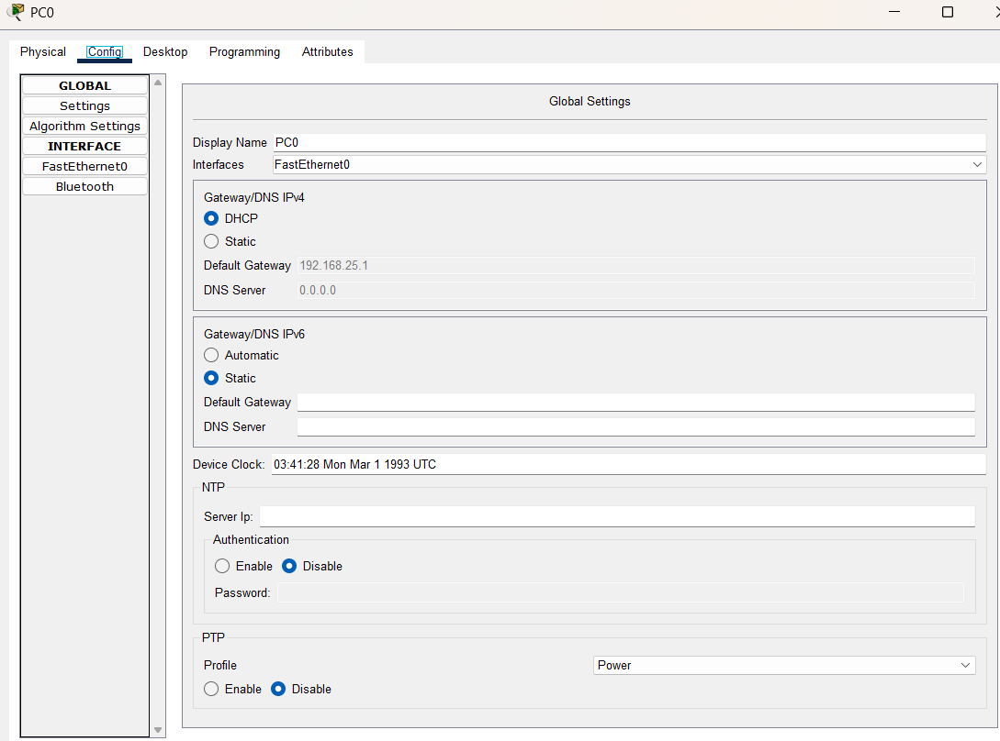 PC0
Physical Config Desktop Programming Attributes
GLOBAL
Settings
Algorithm Settings
INTERFACE
FastEthernet0
Bluetooth
Global Settings
Display Name PC0
Interfaces FastEthernet0
Gateway/DNS IPv4
DHCP
Static
Default Gateway 192.168.25.1
DNS Server 0.0.0.0
Gateway/DNS IPv6
Automatic
Static
Default Gateway
DNS Server
Device Clock: 03:41:28 Mon Mar 1 1993 UTC
NTP
Server Ip:
Authentication
Enable Disable
Password:
PTP
Profile Power
Enable Disable